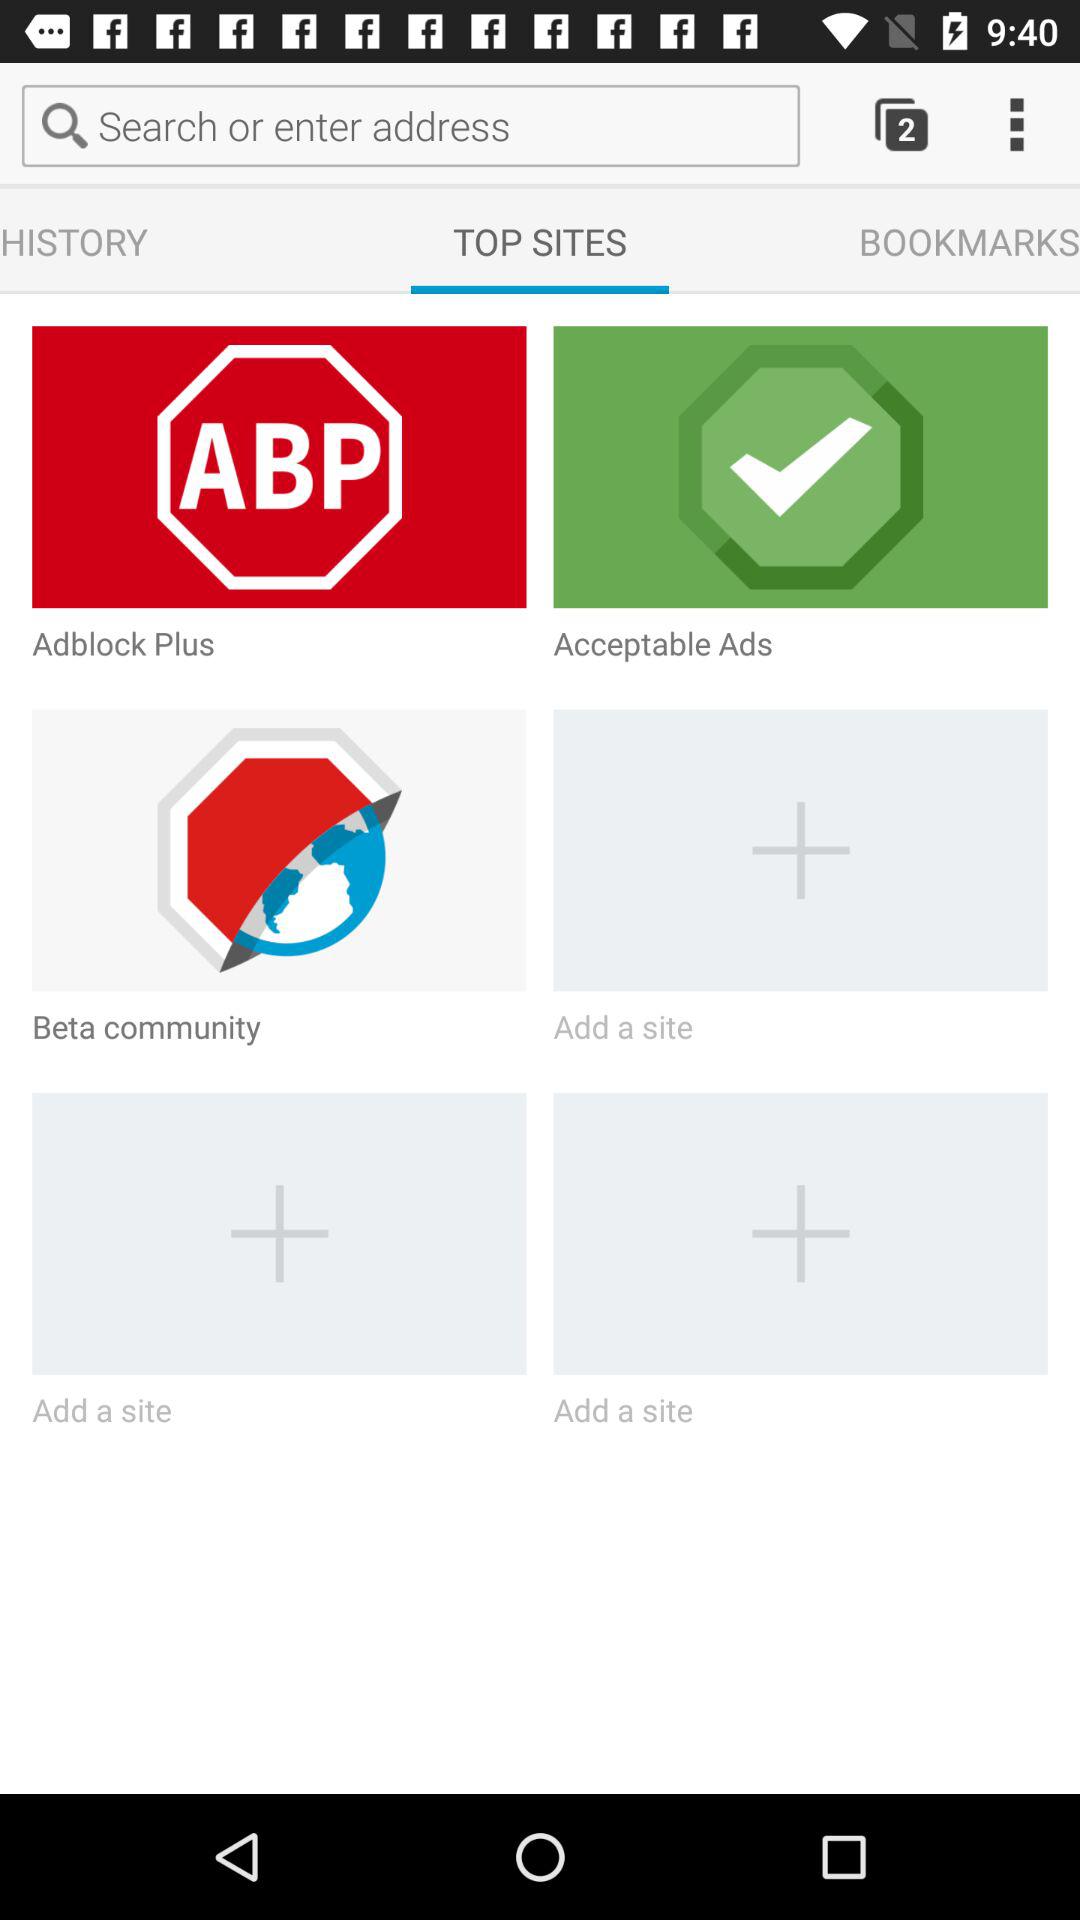 9:40
Search or enter address
2
HISTORY TOP SITES BOOKMARKS
ABP
Adblock Plus Acceptable Ads
Beta community Add a site
Add a site Add a site